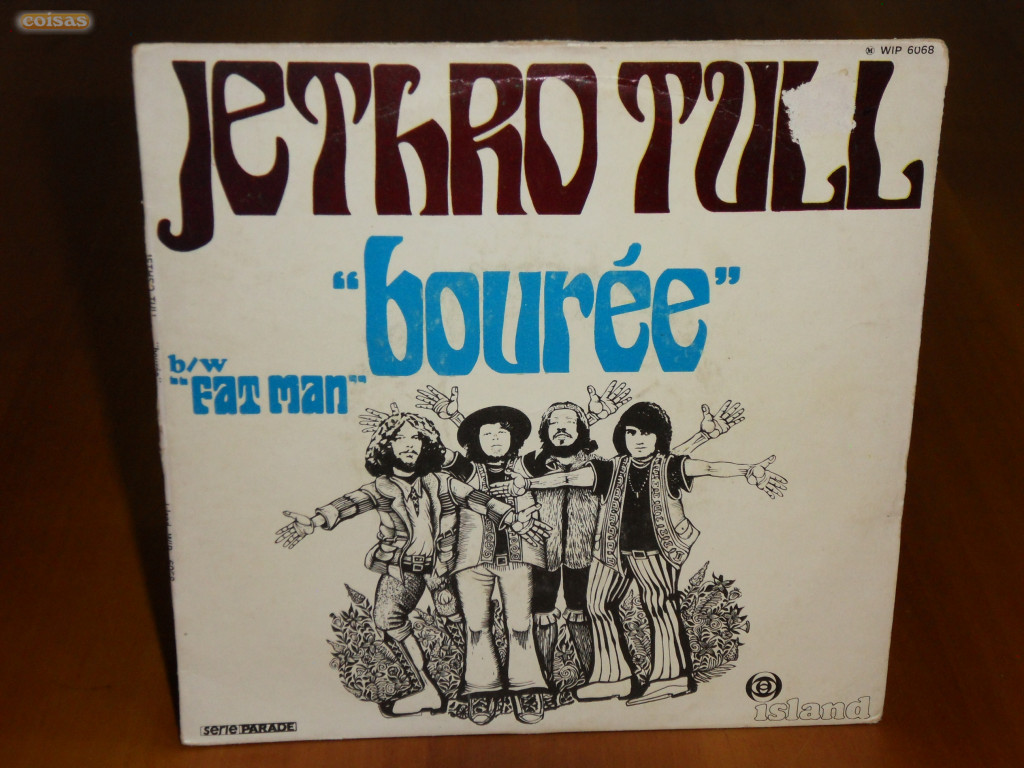 coisas
M WIP 6068
JEThRO TULL
“bourée”
b/w
"FAT MAN"
island
serie PARADE